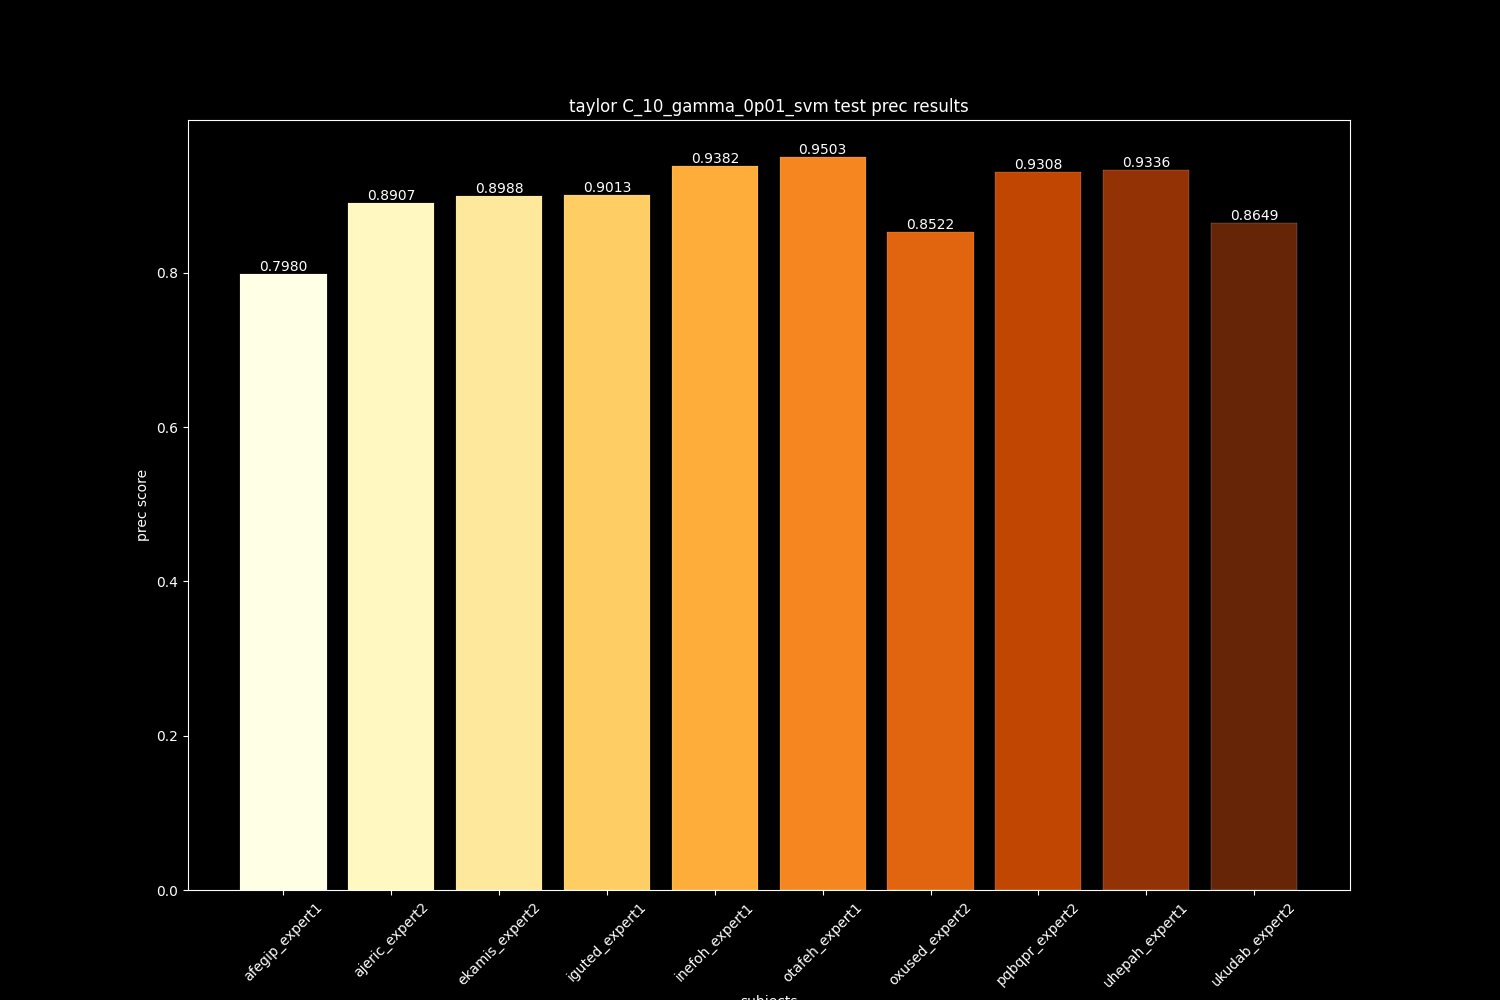 taylor C_10_gamma_0p01_svm test prec results
0.7980
0.8907
0.8988
0.9013
0.9382
0.9503
0.8522
0.9308
0.9336
0.8649
prec score
0.8
0.6
0.4
0.2
0.0
afegip_expert1
ajeric_expert2
ekamis_expert2
iguted_expert1
inefoh_expert1
otafeh_expert1
oxused_expert2
pqbqpr_expert2
uhepah_expert1
ukudab_expert2
subjects